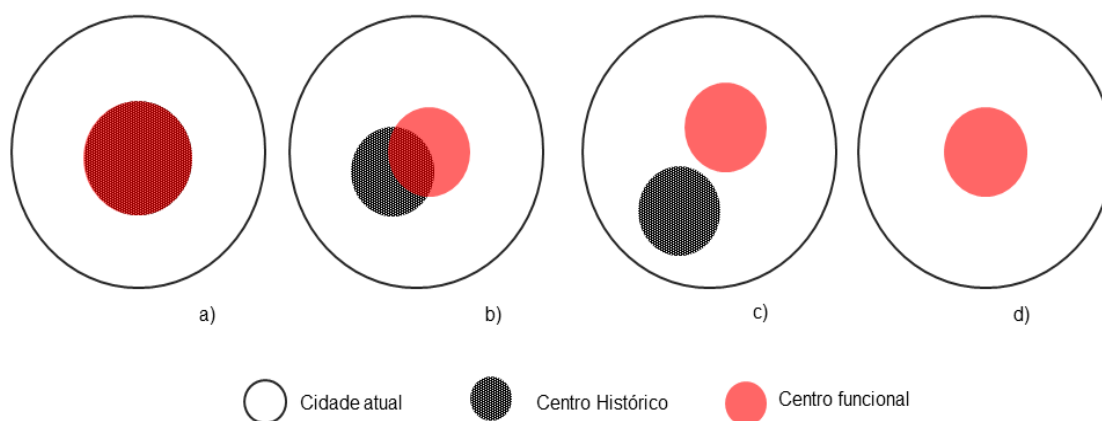 a)
b)
c)
d)
Cidade atual
Centro Histórico
Centro funcional